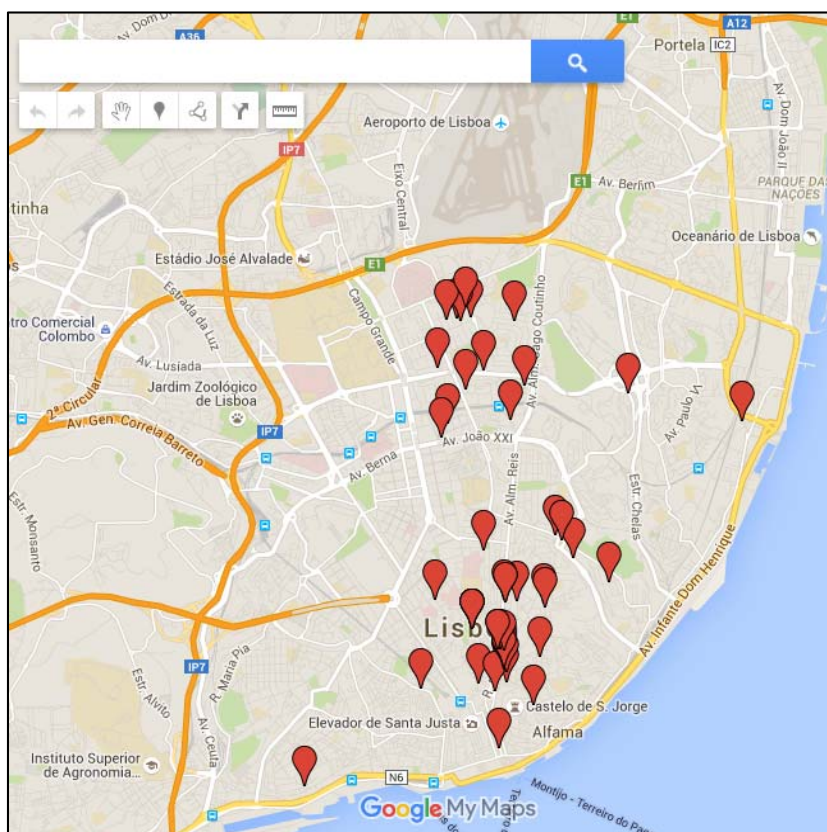 Av. Dom D
A36
E1
A12
Portela
IC2
Av. Dom João II
Aeroporto de Lisboa
IP7
Eixo Central
E1
Av. Berlim
PARQUE DAS
NAÇÕES
tinha
Oceanário de Lisboa
Estádio José Alvalade
E1
Estrada da Luz
Campo Grande
Av. Alm. Gago Coutinho
tro Comercial
Colombo
Av. Lusíada
Jardim Zoológico
de Lisboa
2ª Circular
Av. Paulo VI
Av. Gen. Correia Barreto
IP7
Av. João XXI
Av. Berna
Av. Alm. Reis
Estr. Chelas
Estr. Monsanto
Av. Infante Dom Henrique
Lisbo
IP7
R. Maria Pia
Estr. Alvito
R.
Castelo de S. Jorge
Elevador de Santa Justa
Alfama
Av. Ceuta
Instituto Superior
de Agronomia...
N6
Google My Maps
Montijo - Terreiro do Pa